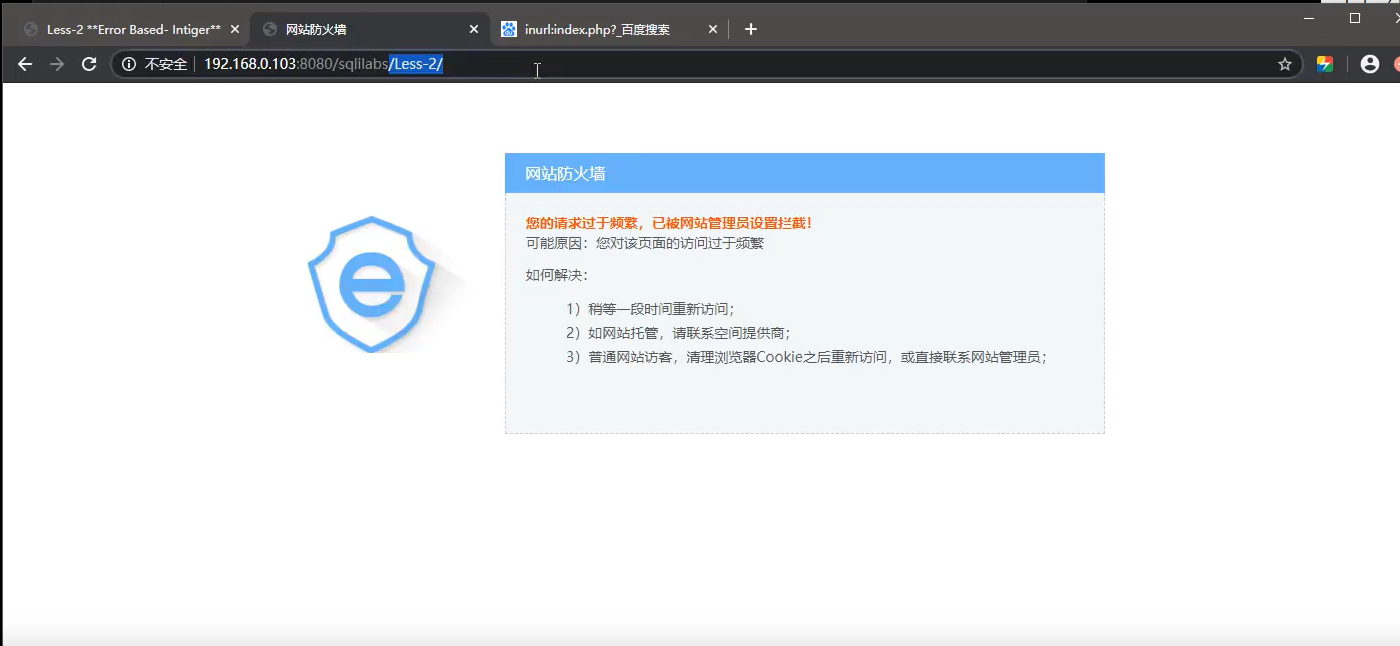 Less-2 **Error Based- Intiger**
网站防火墙
inurl:index.php?_百度搜索
不安全
192.168.0.103:8080/sqlilabs/Less-2/
网站防火墙
您的请求过于频繁，已被网站管理员设置拦截！
可能原因：您对该页面的访问过于频繁
如何解决：
1）稍等一段时间重新访问；
2）如网站托管，请联系空间提供商；
3）普通网站访客，清理浏览器Cookie之后重新访问，或直接联系网站管理员；
e